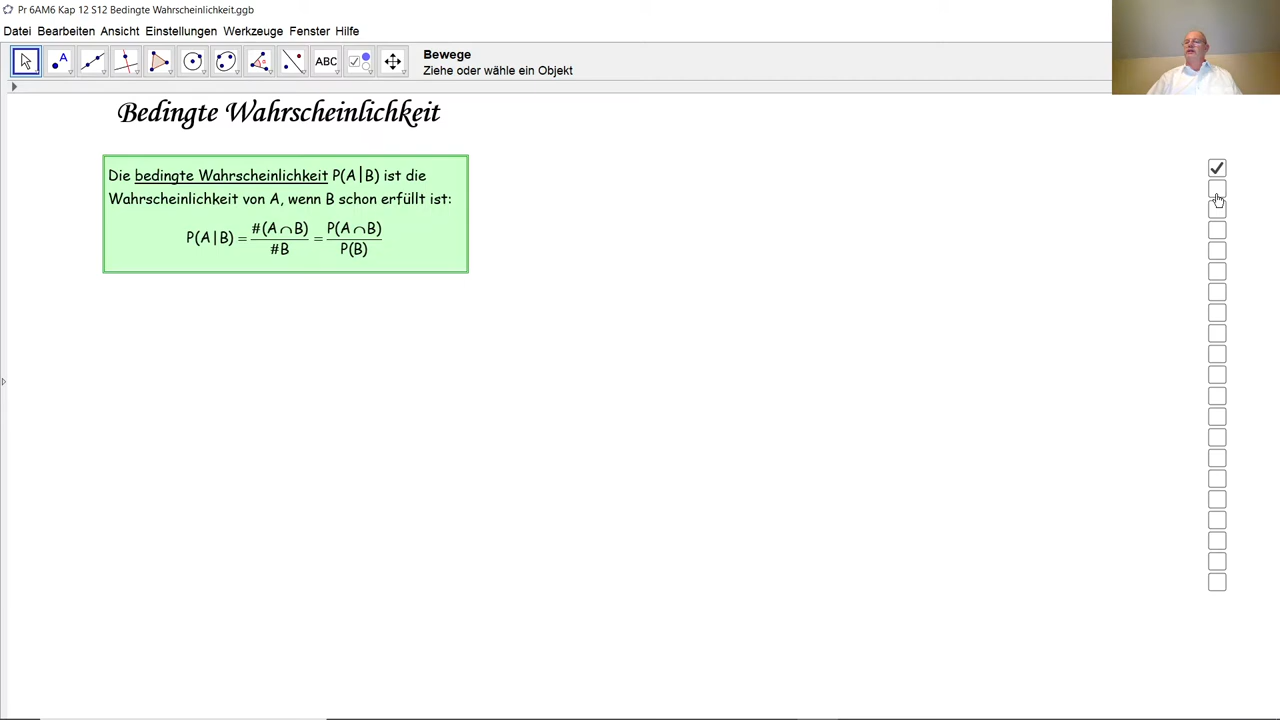 Pr 6AM6 Kap 12 S12 Bedingte Wahrscheinlichkeit.ggb
Datei Bearbeiten Ansicht Einstellungen Werkzeuge Fenster Hilfe
A
ABC
Bewege
Ziehe oder wähle ein Objekt
Bedingte Wahrscheinlichkeit
Die bedingte Wahrscheinlichkeit P(A|B) ist die
Wahrscheinlichkeit von A, wenn B schon erfüllt ist:
P(A|B) = #(A∩B)/#B = P(A∩B)/P(B)